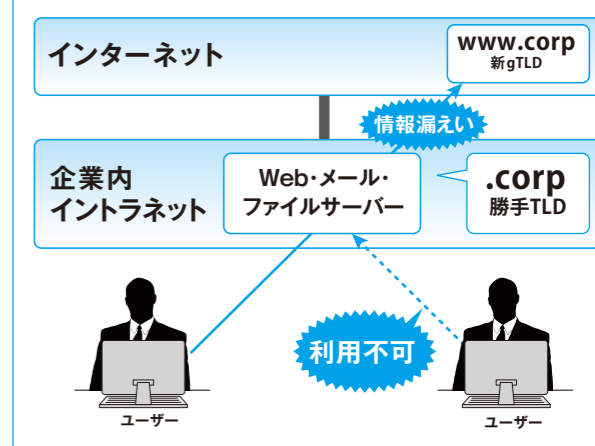 インターネット
www.corp
新gTLD
情報漏えい
企業内
イントラネット
Web・メール・
ファイルサーバー
.corp
勝手TLD
利用不可
ユーザー
ユーザー